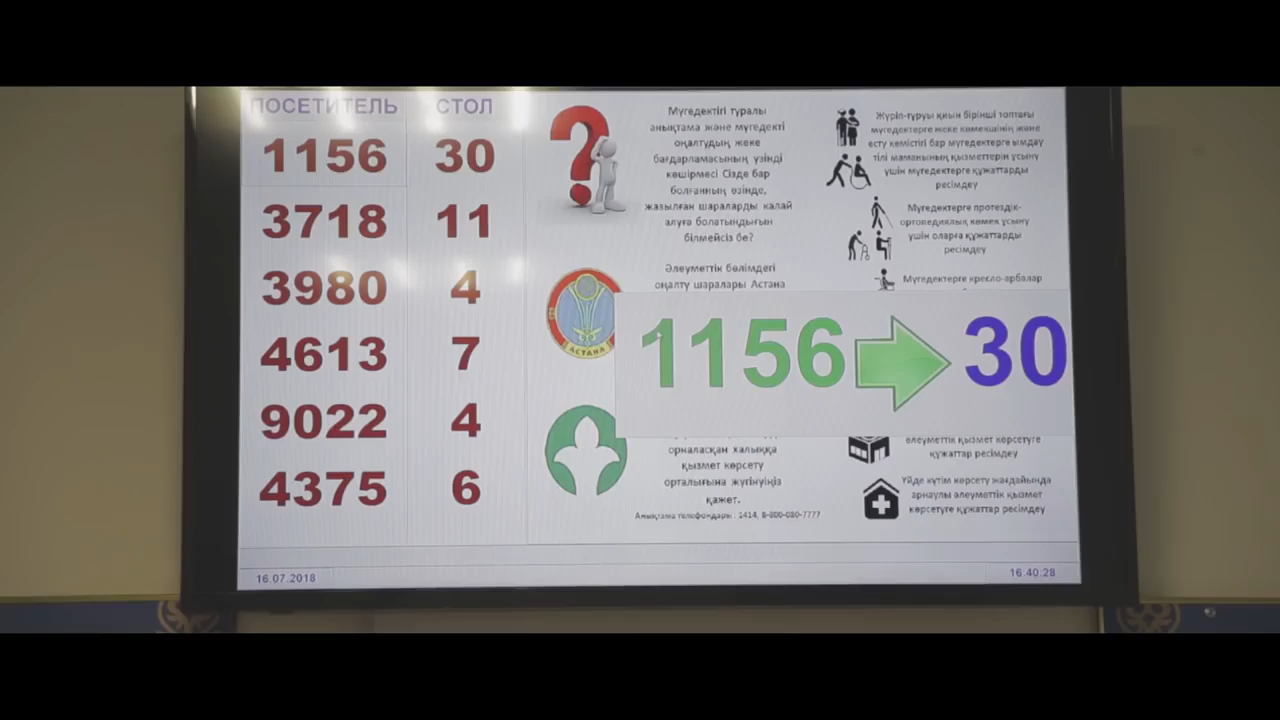 ПОСЕТИТЕЛЬ СТОЛ
1156 30
3718 11
3980 4
4613 7
9022 4
4375 6
Мүгедектігі туралы
анықтама және мүгедекті
оңалтудың жеке
бағдарламасының үзінді
көшірмесі Сізде бар
болғанның өзінде,
жазылған шараларды калай
алуға болатындығын
білмейсіз бе?
Әлеуметтік бөлімдегі
оңалту шаралары Астана
АСТАНА
орналасқан халыққа
қызмет көрсету
орталығына жүгінуіңіз
қажет.
Анықтама телефондары : 1414, 8-800-080-7777
Жүріп-тұруы қиын бірінші топтағы
мүгедектерге жеке көмекшінің және
есту кемістігі бар мүгедектерге ымдау
тілі маманының қызметтерін ұсыну
үшін мүгедектерге құжаттарды
ресімдеу
Мүгедектерге протездік-
ортопедиялық көмек ұсыну
үшін оларға құжаттарды
ресімдеу
Мүгедектерге кресло-арбалар
1156 30
әлеуметтік қызмет көрсетуге
құжаттар ресімдеу
Үйде күтім көрсету жағдайында
арнаулы әлеуметтік қызмет
көрсетуге құжаттар ресімдеу
16.07.2018
16:40:28